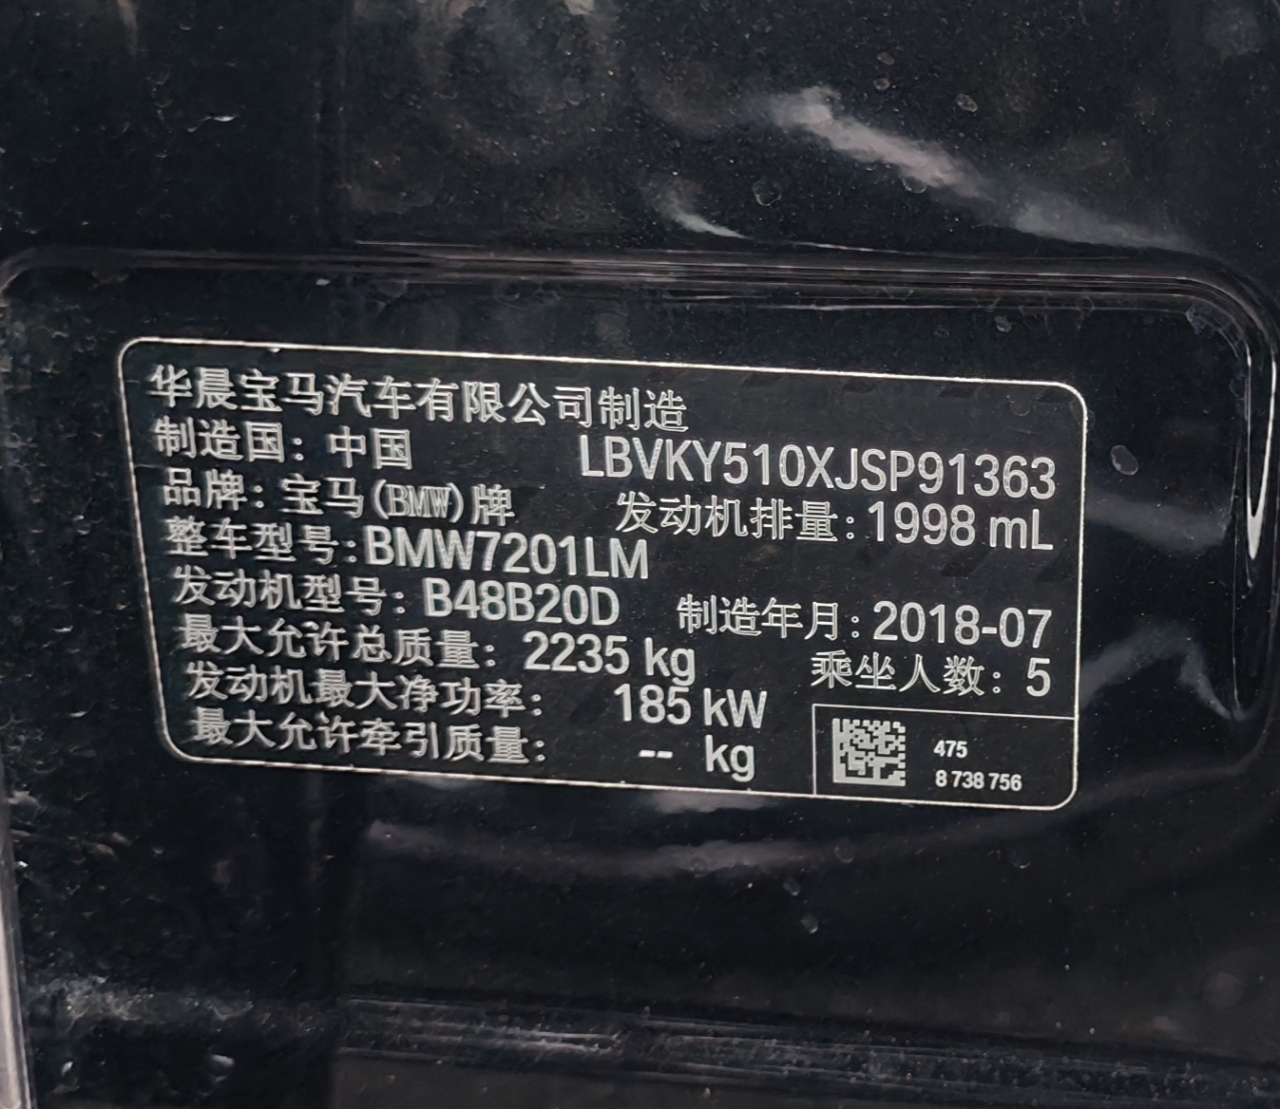 华晨宝马汽车有限公司制造
制造国：中国 LBVKY510XJSP91363
品牌：宝马(BMW)牌 发动机排量：1998 mL
整车型号：BMW7201LM
发动机型号：B48B20D 制造年月：2018-07
最大允许总质量：2235 kg 乘坐人数：5
发动机最大净功率： 185 kW
最大允许牵引质量： -- kg
475
8 738 756